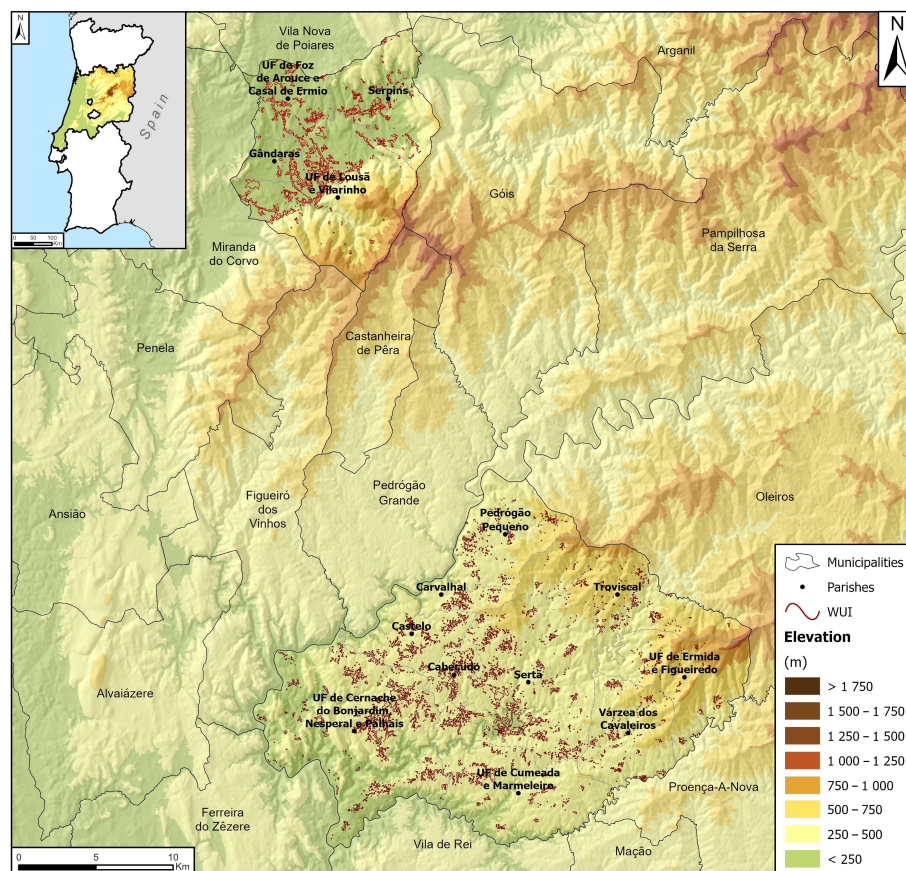 N
Spain
0 50 100
Km
N
Vila Nova
de Poiares
Arganil
UF de Foz
de Arouce e
Casal de Ermio
Serpins
Gândaras
UF de Lousã
e Vilarinho
Góis
Pampilhosa
da Serra
Miranda
do Corvo
Penela
Castanheira
de Pêra
Ansião
Figueiró
dos
Vinhos
Pedrógão
Grande
Oleiros
Pedrógão
Pequeno
Carvalhal
Troviscal
Castelo
Cabeçudo
Sertã
UF de Ermida
e Figueiredo
Alvaiázere
UF de Cernache
do Bonjardim,
Nesperal e Palhais
Várzea dos
Cavaleiros
UF de Cumeada
e Marmeleiro
Proença-A-Nova
Ferreira
do Zêzere
Vila de Rei
Mação
Municipalities
Parishes
WUI
Elevation
(m)
> 1 750
1 500 – 1 750
1 250 – 1 500
1 000 – 1 250
750 – 1 000
500 – 750
250 – 500
< 250
0 5 10
Km